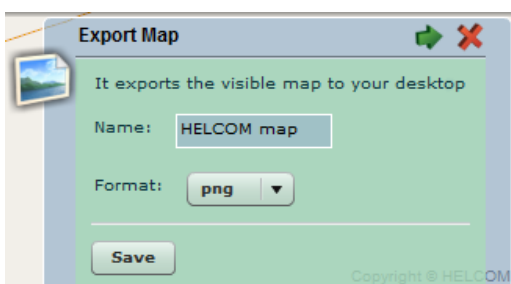 Export Map
It exports the visible map to your desktop
Name: HELCOM map
Format: png
Save
Copyright © HELCOM